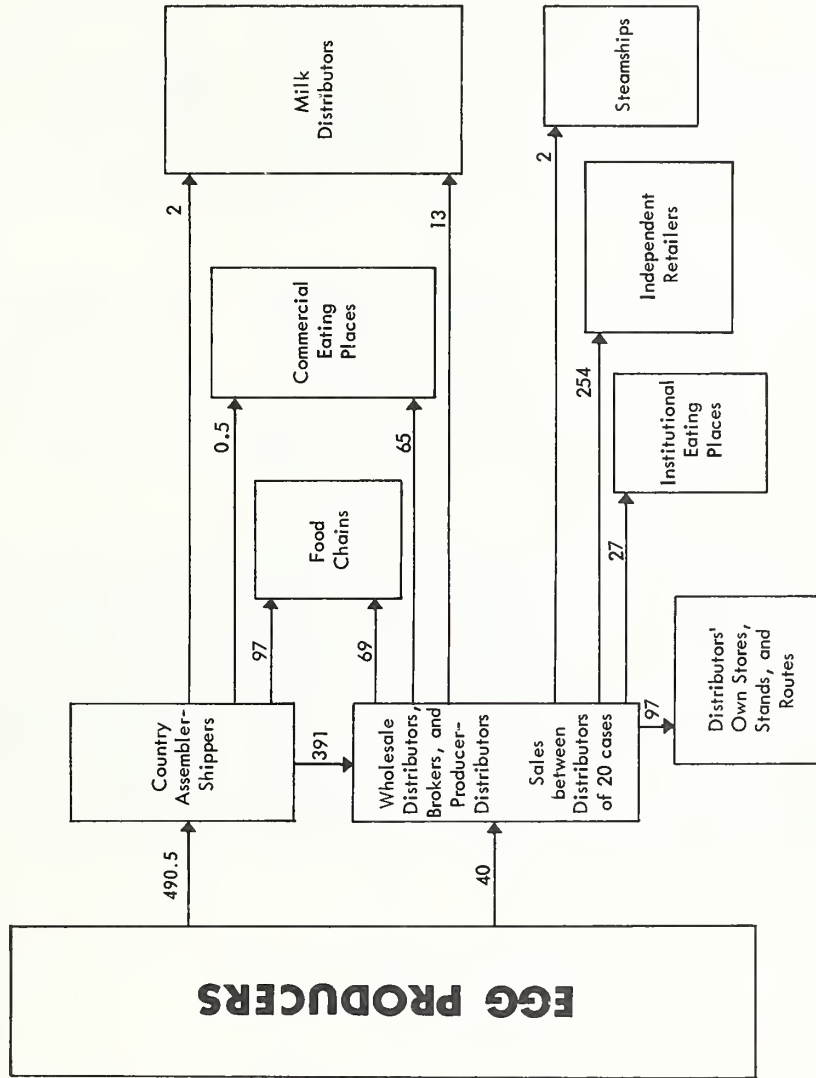 EGG PRODUCERS
490.5
40
Country
Assembler-
Shippers
391
Wholesale
Distributors,
Brokers, and
Producer-
Distributors
Sales
between
Distributors
of 20 cases
2
0.5
97
69
65
13
2
254
27
97
Food
Chains
Commercial
Eating
Places
Milk
Distributors
Distributors'
Own Stores,
Stands, and
Routes
Institutional
Eating
Places
Independent
Retailers
Steamships